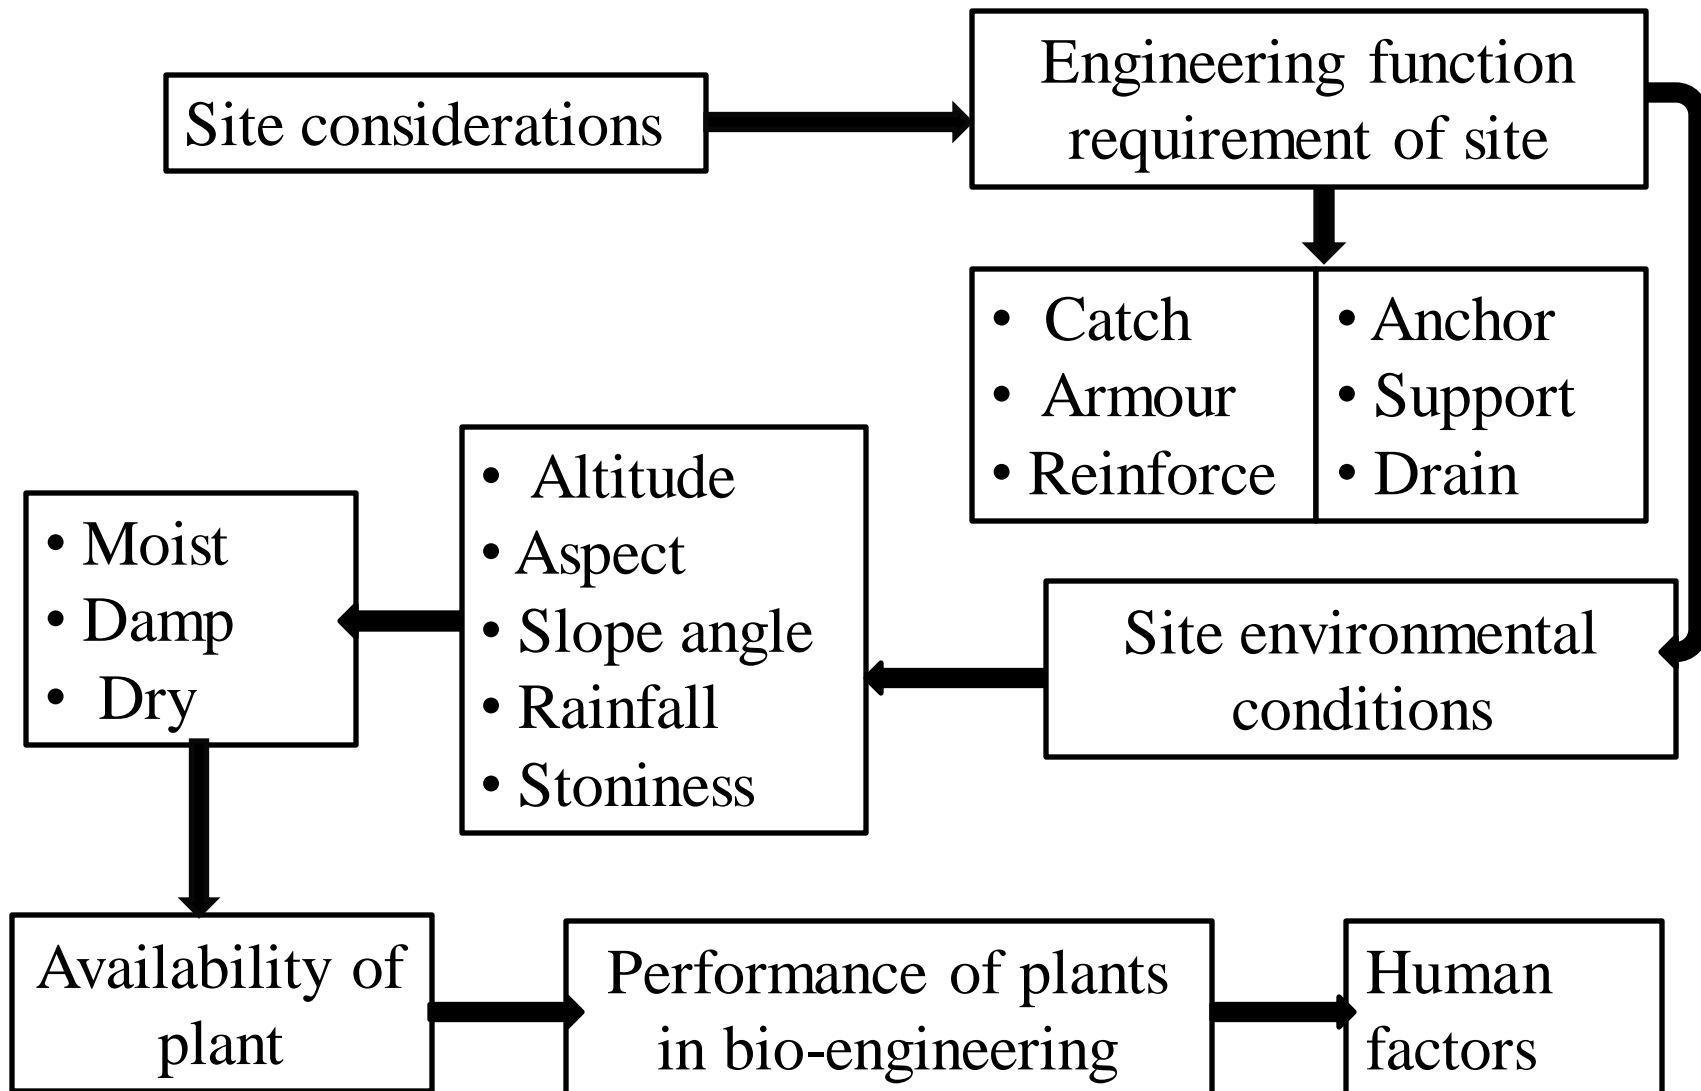 Site considerations
Engineering function
requirement of site
• Catch
• Armour
• Reinforce
• Anchor
• Support
• Drain
Site environmental
conditions
• Altitude
• Aspect
• Slope angle
• Rainfall
• Stoniness
• Moist
• Damp
• Dry
Availability of
plant
Performance of plants
in bio-engineering
Human
factors